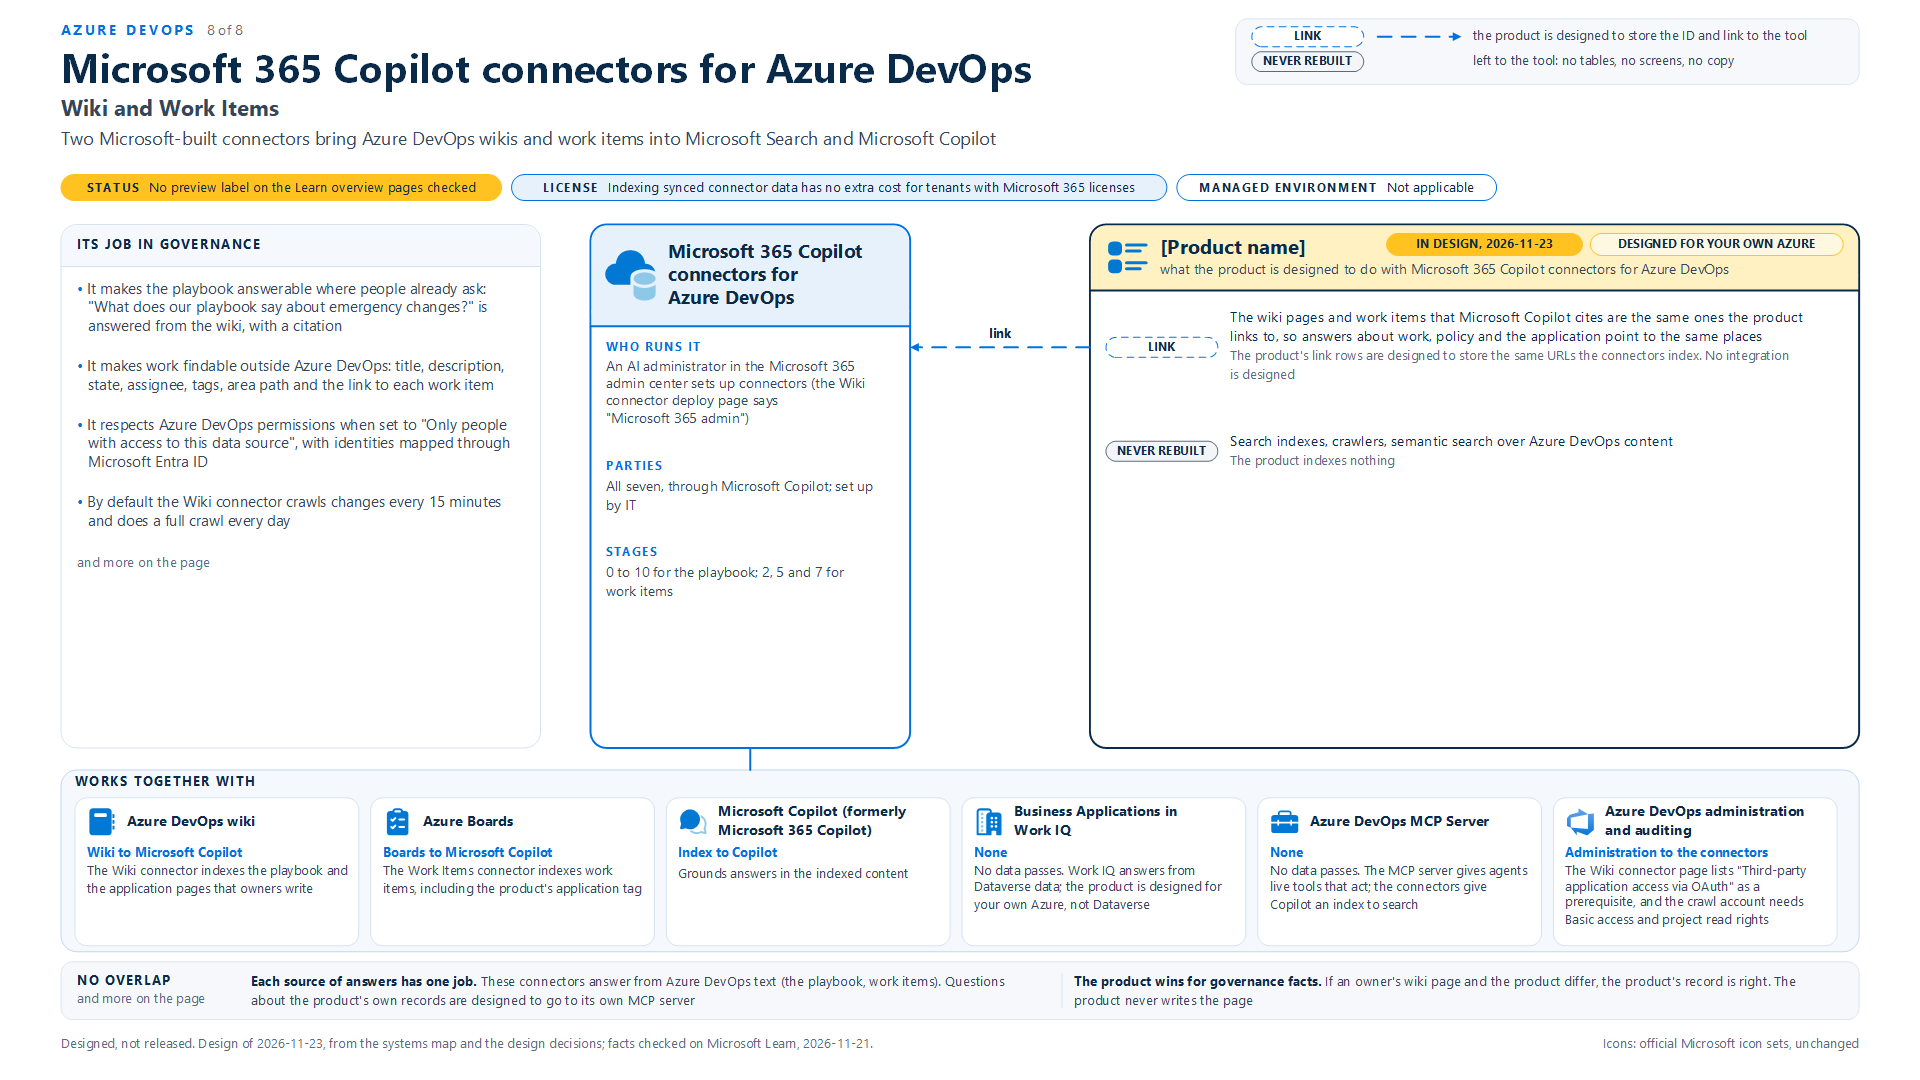 AZURE DEVOPS 8 of 8
Microsoft 365 Copilot connectors for Azure DevOps
Wiki and Work Items
Two Microsoft-built connectors bring Azure DevOps wikis and work items into Microsoft Search and Microsoft Copilot
LINK the product is designed to store the ID and link to the tool
NEVER REBUILT left to the tool: no tables, no screens, no copy
STATUS No preview label on the Learn overview pages checked
LICENSE Indexing synced connector data has no extra cost for tenants with Microsoft 365 licenses
MANAGED ENVIRONMENT Not applicable
ITS JOB IN GOVERNANCE
• It makes the playbook answerable where people already ask:
"What does our playbook say about emergency changes?" is
answered from the wiki, with a citation
• It makes work findable outside Azure DevOps: title, description,
state, assignee, tags, area path and the link to each work item
• It respects Azure DevOps permissions when set to "Only people
with access to this data source", with identities mapped through
Microsoft Entra ID
• By default the Wiki connector crawls changes every 15 minutes
and does a full crawl every day
and more on the page
Microsoft 365 Copilot
connectors for
Azure DevOps
WHO RUNS IT
An AI administrator in the Microsoft 365
admin center sets up connectors (the Wiki
connector deploy page says
"Microsoft 365 admin")
PARTIES
All seven, through Microsoft Copilot; set up
by IT
STAGES
0 to 10 for the playbook; 2, 5 and 7 for
work items
link
[Product name]
IN DESIGN, 2026-11-23
DESIGNED FOR YOUR OWN AZURE
what the product is designed to do with Microsoft 365 Copilot connectors for Azure DevOps
LINK
The wiki pages and work items that Microsoft Copilot cites are the same ones the product
links to, so answers about work, policy and the application point to the same places
The product's link rows are designed to store the same URLs the connectors index. No integration
is designed
NEVER REBUILT
Search indexes, crawlers, semantic search over Azure DevOps content
The product indexes nothing
WORKS TOGETHER WITH
Azure DevOps wiki
Wiki to Microsoft Copilot
The Wiki connector indexes the playbook and
the application pages that owners write
Azure Boards
Boards to Microsoft Copilot
The Work Items connector indexes work
items, including the product's application tag
Microsoft Copilot (formerly
Microsoft 365 Copilot)
Index to Copilot
Grounds answers in the indexed content
Business Applications in
Work IQ
None
No data passes. Work IQ answers from
Dataverse data; the product is designed for
your own Azure, not Dataverse
Azure DevOps MCP Server
None
No data passes. The MCP server gives agents
live tools that act; the connectors give
Copilot an index to search
Azure DevOps administration
and auditing
Administration to the connectors
The Wiki connector page lists "Third-party
application access via OAuth" as a
prerequisite, and the crawl account needs
Basic access and project read rights
NO OVERLAP
and more on the page
Each source of answers has one job. These connectors answer from Azure DevOps text (the playbook, work items). Questions
about the product's own records are designed to go to its own MCP server
The product wins for governance facts. If an owner's wiki page and the product differ, the product's record is right. The
product never writes the page
Designed, not released. Design of 2026-11-23, from the systems map and the design decisions; facts checked on Microsoft Learn, 2026-11-21.
Icons: official Microsoft icon sets, unchanged